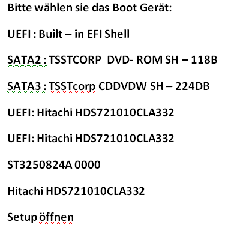 Bitte wählen sie das Boot Gerät:
UEFI : Built – in EFI Shell
SATA2 : TSSTCORP DVD- ROM SH – 118B
SATA3 : TSSTcorp CDDVDW SH – 224DB
UEFI: Hitachi HDS721010CLA332
UEFI: Hitachi HDS721010CLA332
ST3250824A 0000
Hitachi HDS721010CLA332
Setup öffnen